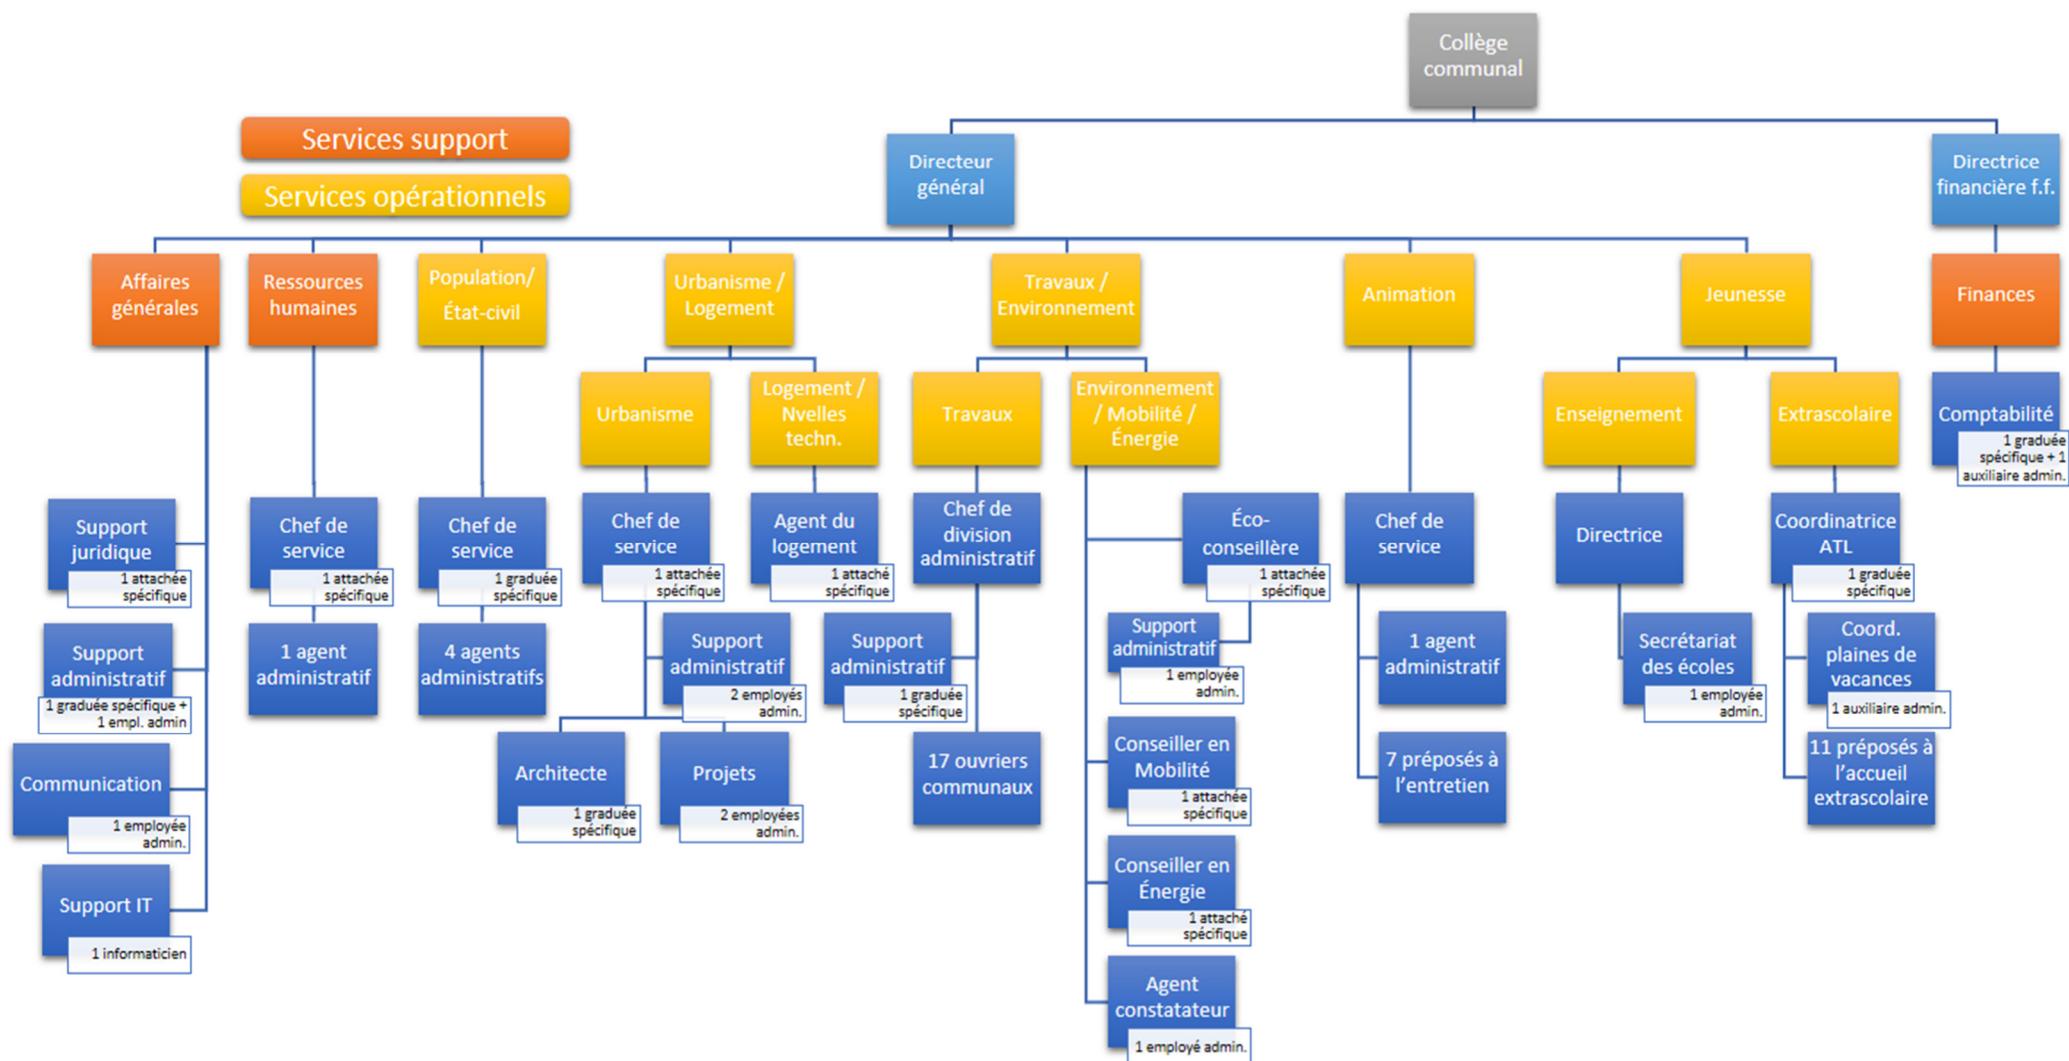 Collège
communal
Services support
Services opérationnels
Directeur
général
Directrice
financière f.f.
Affaires
générales
Ressources
humaines
Population/
État-civil
Urbanisme /
Logement
Travaux /
Environnement
Animation
Jeunesse
Finances
Urbanisme
Logement /
Nvelles
techn.
Travaux
Environnement
/ Mobilité /
Énergie
Enseignement
Extrascolaire
Comptabilité
1 graduée
spécifique + 1
auxiliaire admin.
Support
juridique
1 attachée
spécifique
Chef de
service
1 attachée
spécifique
Chef de
service
1 graduée
spécifique
Chef de
service
1 attachée
spécifique
Agent du
logement
1 attaché
spécifique
Chef de
division
administratif
Éco-
conseillère
1 attachée
spécifique
Chef de
service
Directrice
Coordinatrice
ATL
1 graduée
spécifique
Support
administratif
1 graduée spécifique +
1 empl. admin
1 agent
administratif
4 agents
administratifs
Support
administratif
2 employés
admin.
Support
administratif
1 graduée
spécifique
Support
administratif
1 employée
admin.
1 agent
administratif
Secrétariat
des écoles
1 employée
admin.
Coord.
plaines de
vacances
1 auxiliaire admin.
Communication
1 employée
admin.
Architecte
1 graduée
spécifique
Projets
2 employées
admin.
17 ouvriers
communaux
Conseiller en
Mobilité
1 attachée
spécifique
7 préposés à
l'entretien
11 préposés à
l'accueil
extrascolaire
Support IT
1 informaticien
Conseiller en
Énergie
1 attaché
spécifique
Agent
constatateur
1 employé admin.